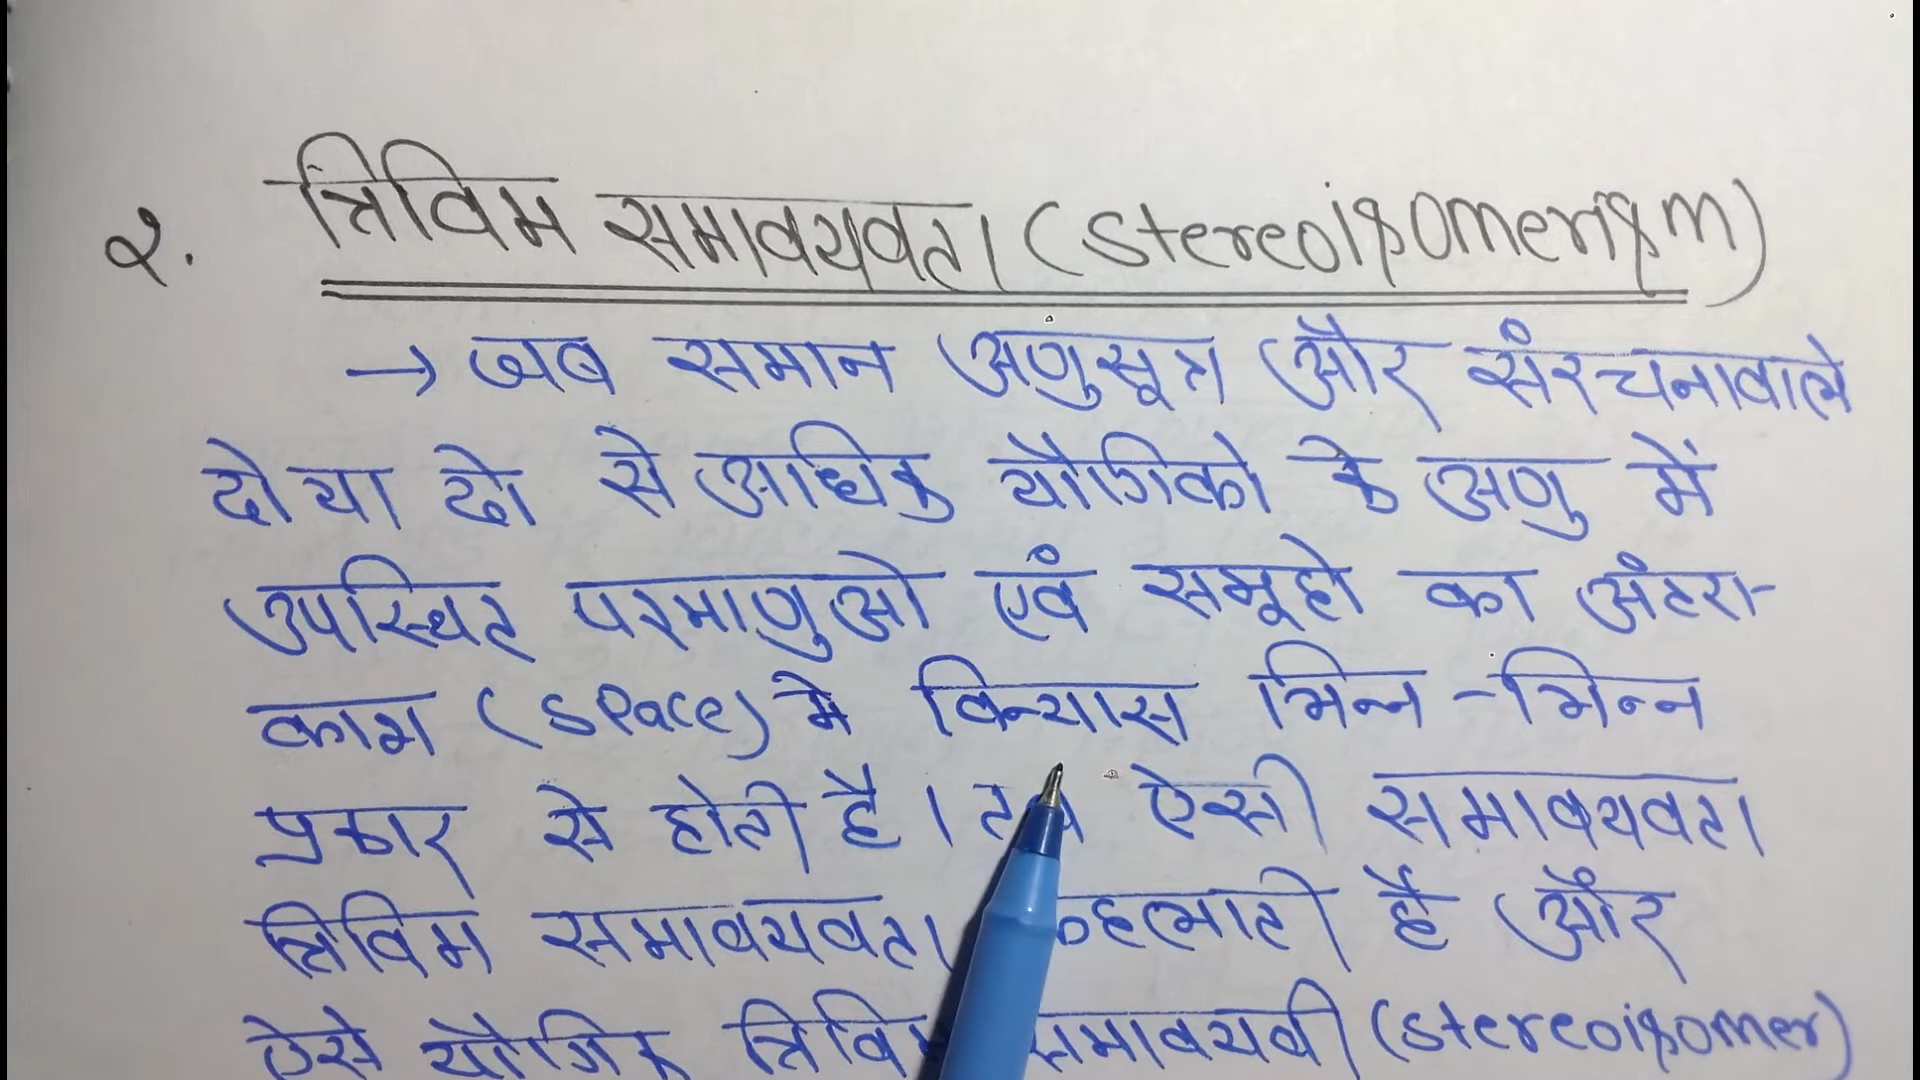 २. त्रिविम समावयवता (Stereoisomerism)
→ जब समान अणुसूत्र और संरचनावाले
दो या दो से अधिक यौगिको के अणु में
उपस्थित परमाणुओ एवं समूहो का अंतरा-
काश (space) मे विन्यास भिन्न-भिन्न
प्रकार से होती है। तब ऐसी समावयवता
त्रिविम समावयवता कहलाती है और
ऐसे यौगिक त्रिविम समावयवी (stereoisomer)